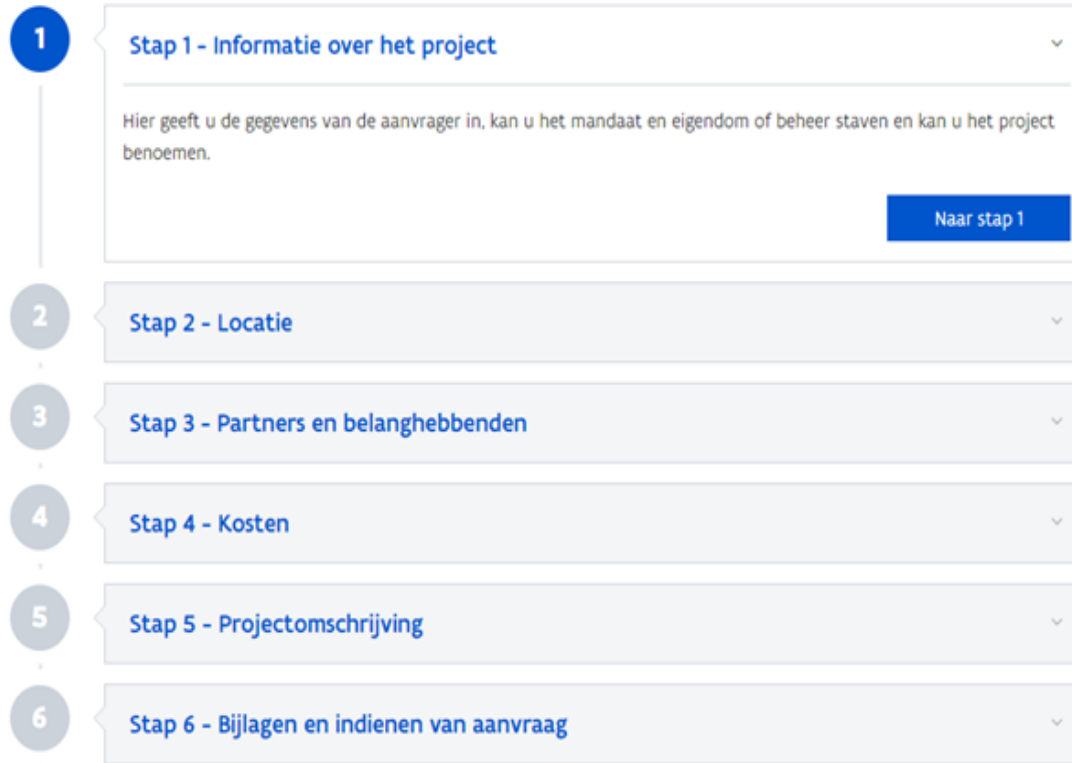 1
Stap 1 - Informatie over het project
Hier geeft u de gegevens van de aanvrager in, kan u het mandaat en eigendom of beheer staven en kan u het project
benoemen.
Naar stap 1
2
Stap 2 - Locatie
3
Stap 3 - Partners en belanghebbenden
4
Stap 4 - Kosten
5
Stap 5 - Projectomschrijving
6
Stap 6 - Bijlagen en indienen van aanvraag